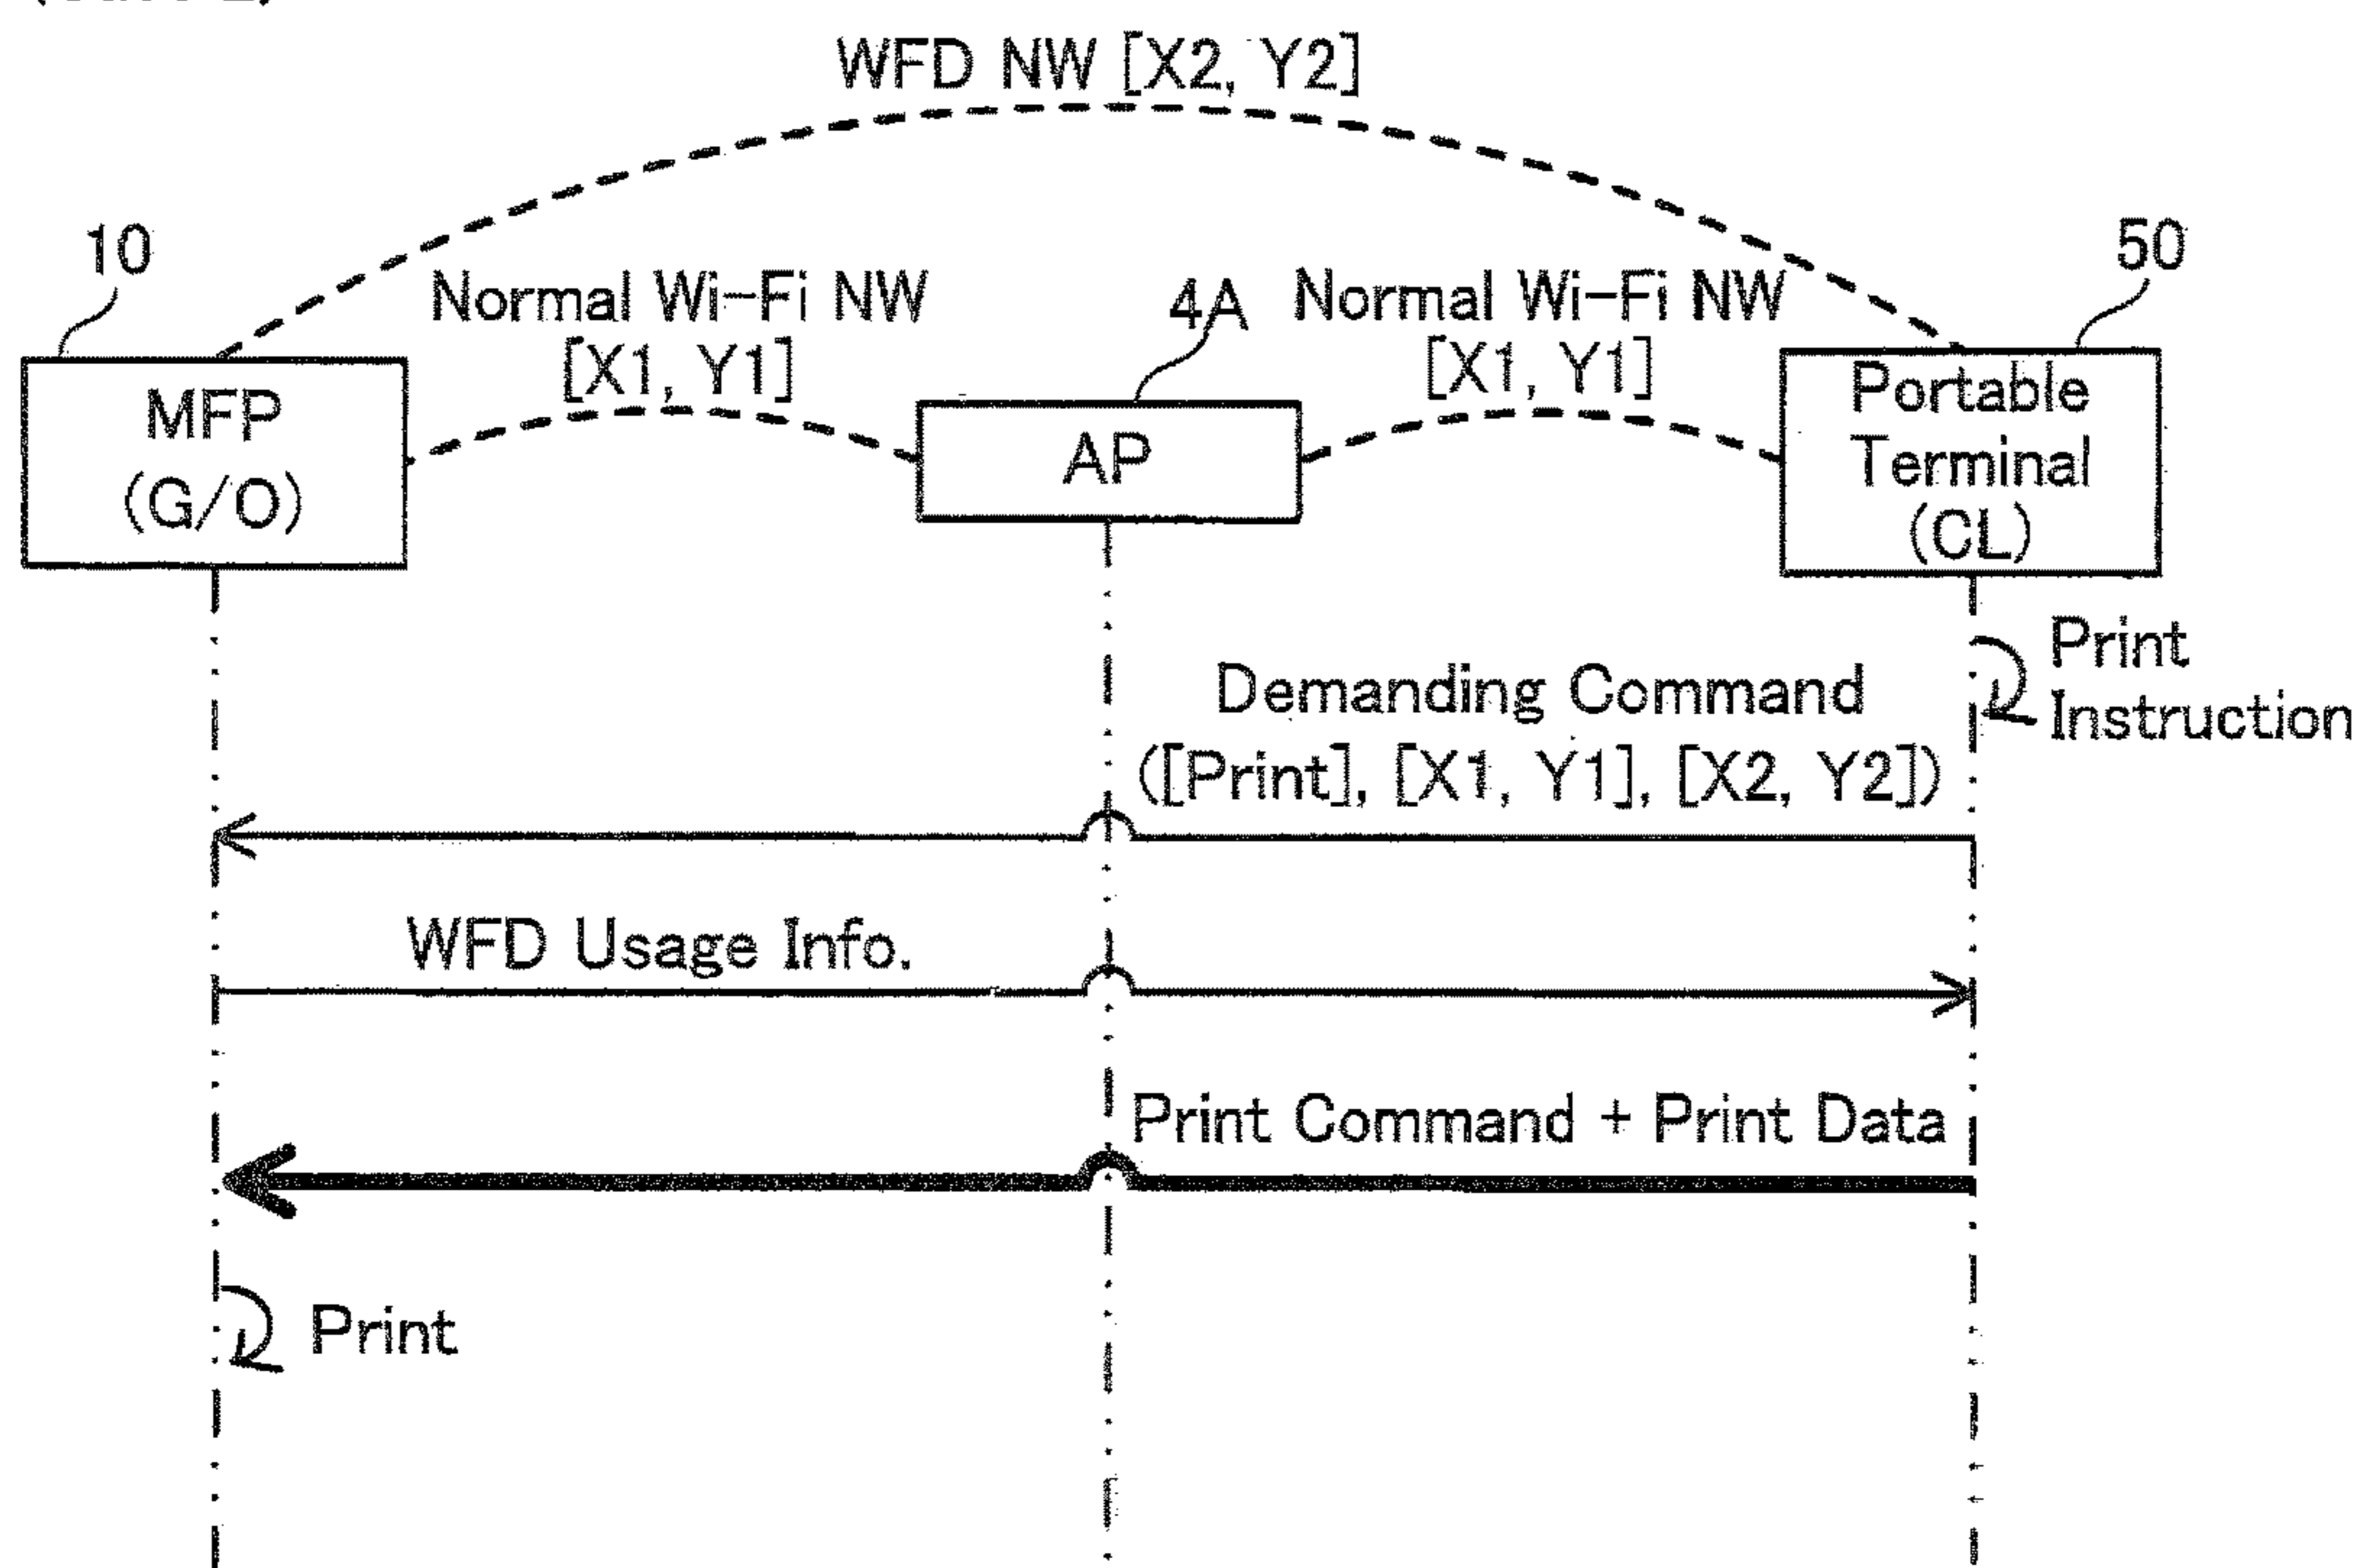 WFD NW [X2, Y2]
10
50
Normal Wi-Fi NW
[X1, Y1]
4A
Normal Wi-Fi NW
[X1, Y1]
MFP
(G/O)
AP
Portable
Terminal
(CL)
Print
Instruction
Demanding Command
([Print], [X1, Y1], [X2, Y2])
WFD Usage Info.
Print Command + Print Data
Print